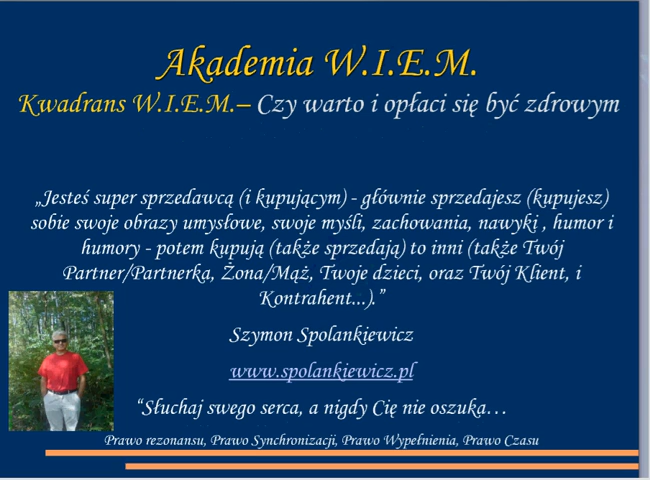 Akademia W.I.E.M.
Kwadrans W.I.E.M.– Czy warto i opłaci się być zdrowym
„Jesteś super sprzedawcą (i kupującym) - głównie sprzedajesz (kupujesz)
sobie swoje obrazy umysłowe, swoje myśli, zachowania, nawyki , humor i
humory - potem kupują (także sprzedają) to inni (także Twój
Partner/Partnerka, Żona/Mąż, Twoje dzieci, oraz Twój Klient, i
Kontrahent...).”
Szymon Spolankiewicz
www.spolankiewicz.pl
“Słuchaj swego serca, a nigdy Cię nie oszuka…
Prawo rezonansu, Prawo Synchronizacji, Prawo Wypełnienia, Prawo Czasu